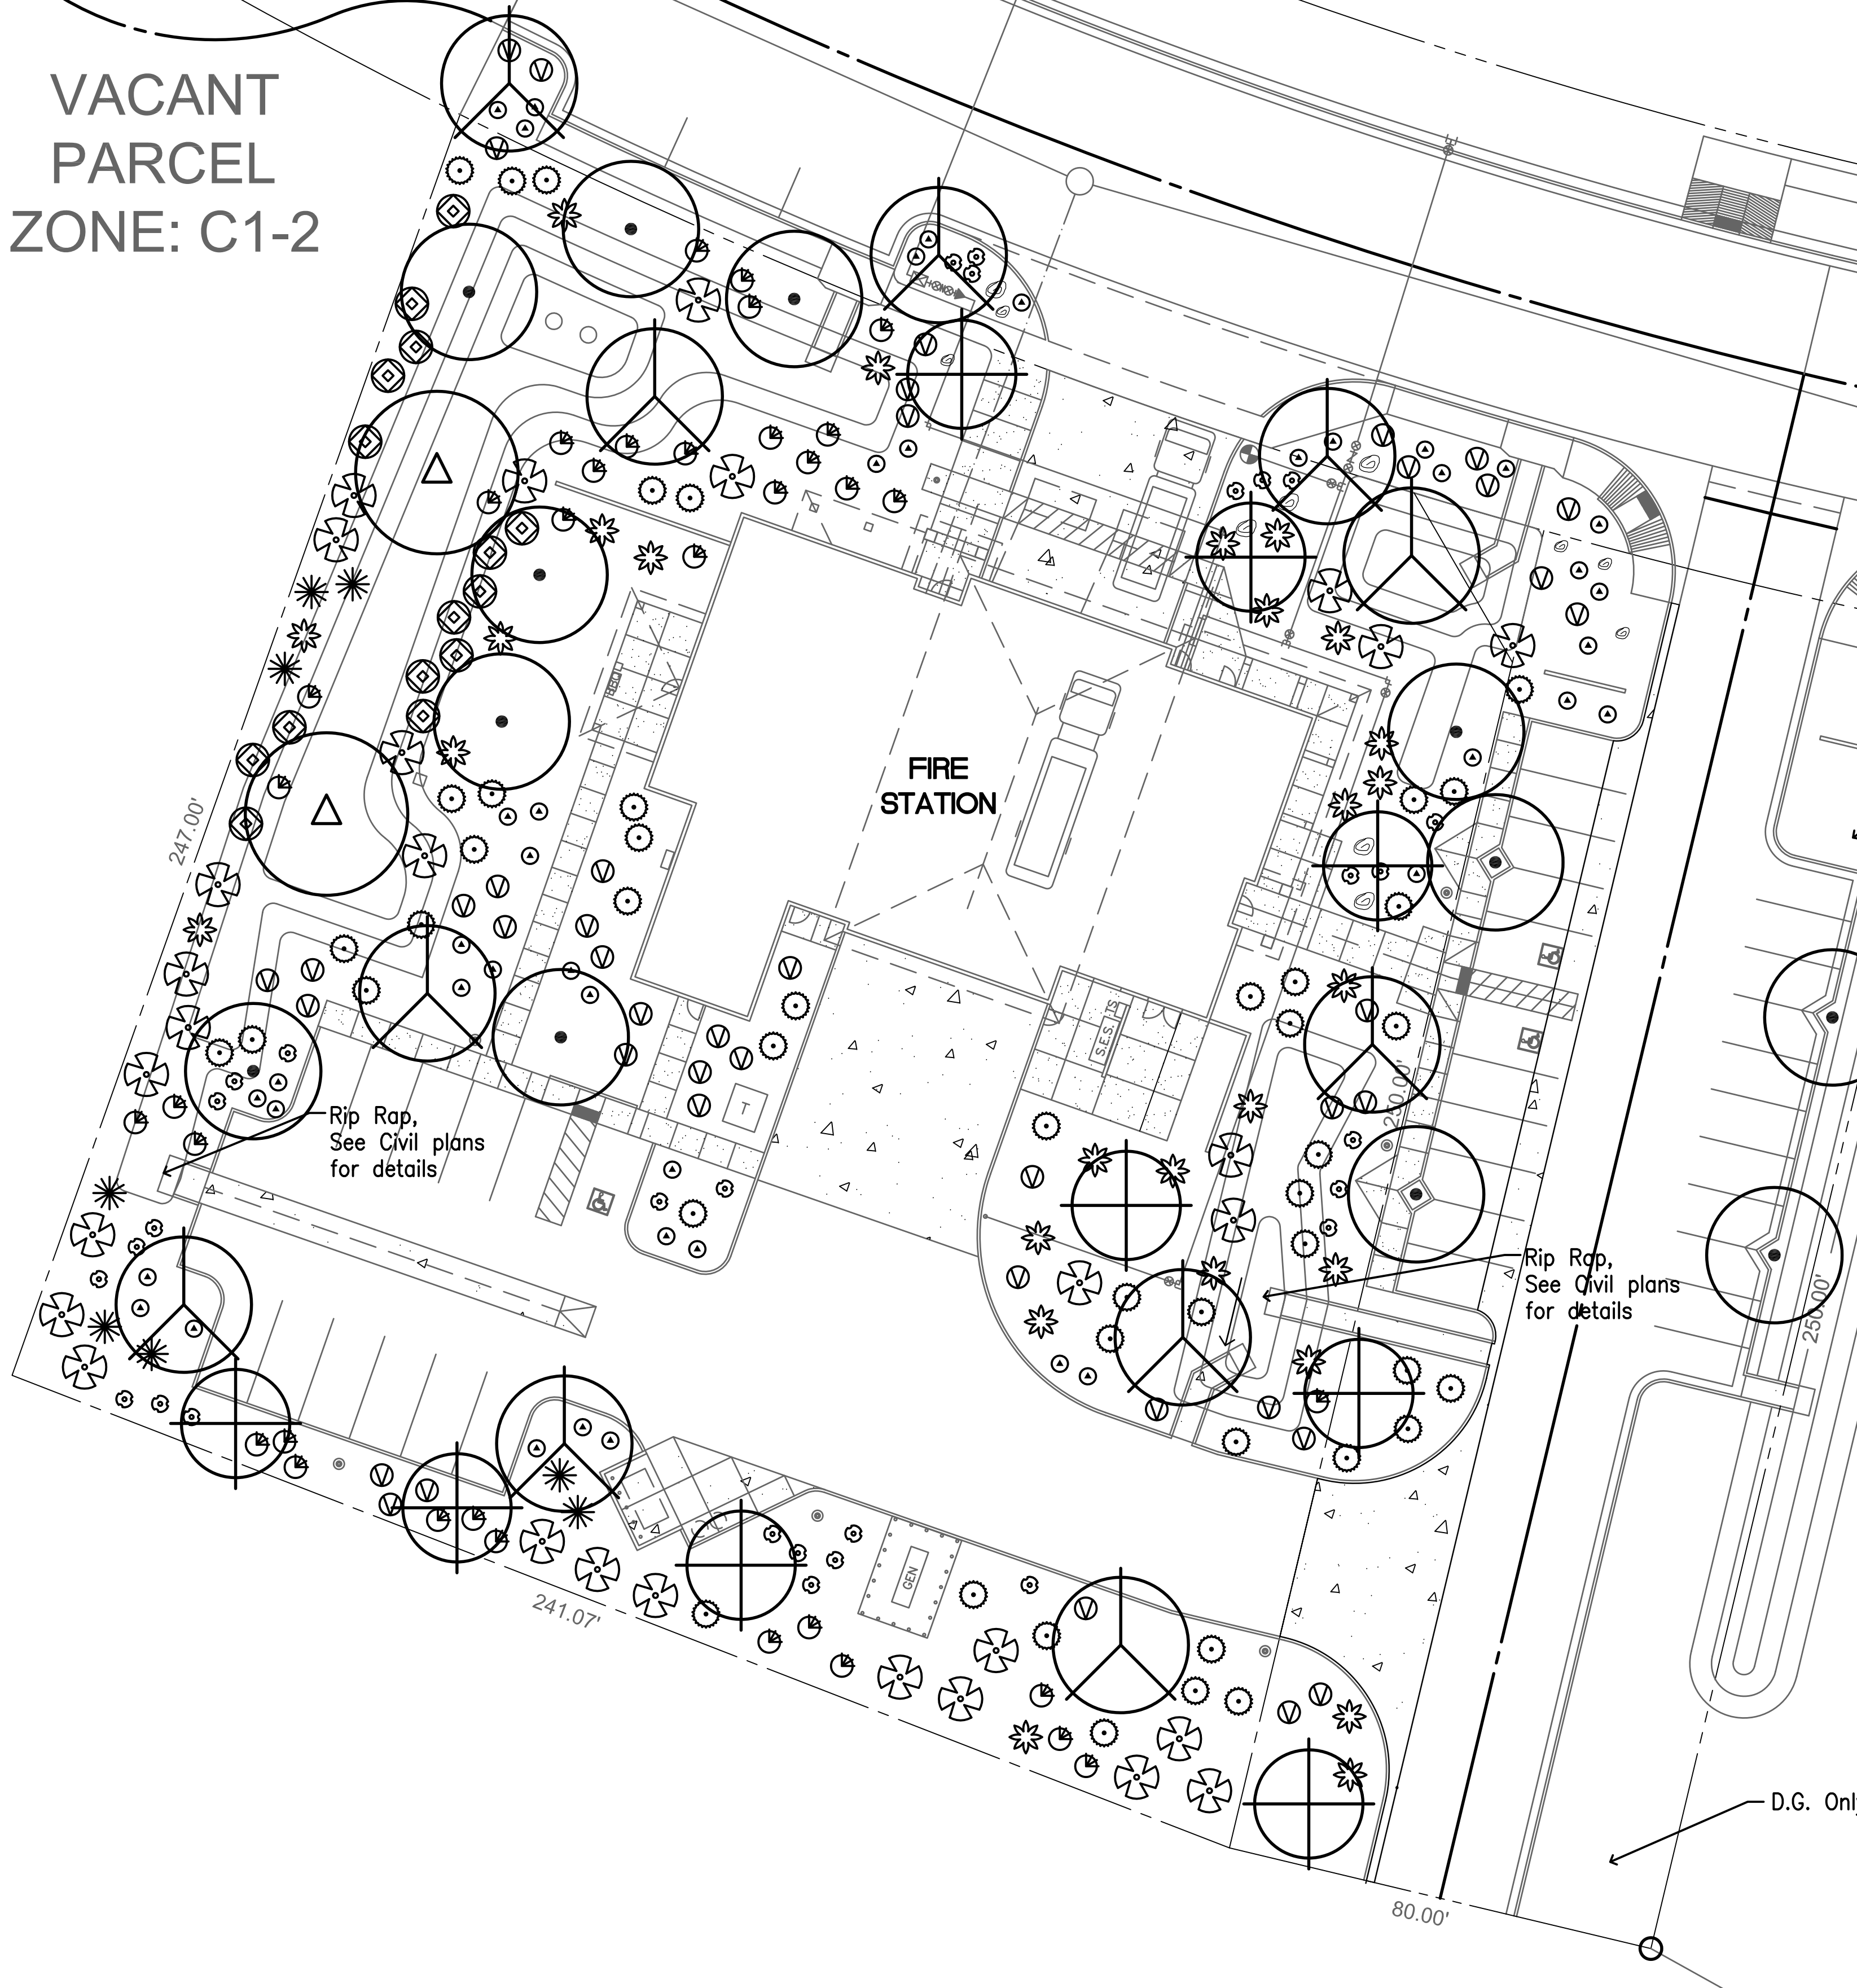 VACANT
PARCEL
ZONE: C1-2
FIRE
STATION
247.00'
S.E.S.
250.00'
T
Rip Rap,
See Civil plans
for details
Rip Rap,
See Civil plans
for details
250.00'
GEN
241.07'
D.G. Only
80.00'